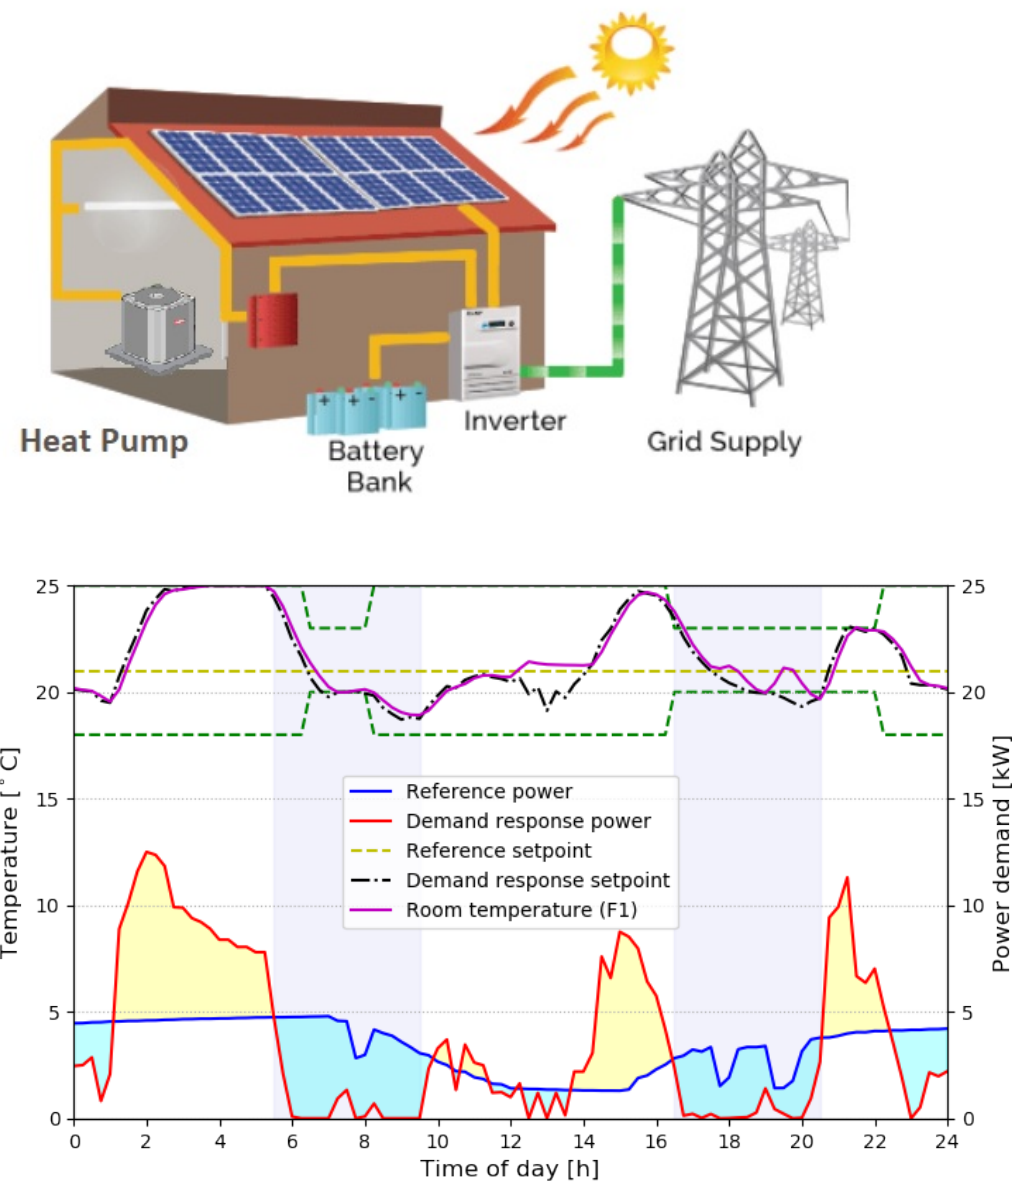 Heat Pump
Battery
Bank
Inverter
Grid Supply
+ -
+ -
+ -
25
20
15
10
5
0
Temperature [°C]
25
20
15
10
5
0
Power demand [kW]
Reference power
Demand response power
Reference setpoint
Demand response setpoint
Room temperature (F1)
0 2 4 6 8 10 12 14 16 18 20 22 24
Time of day [h]